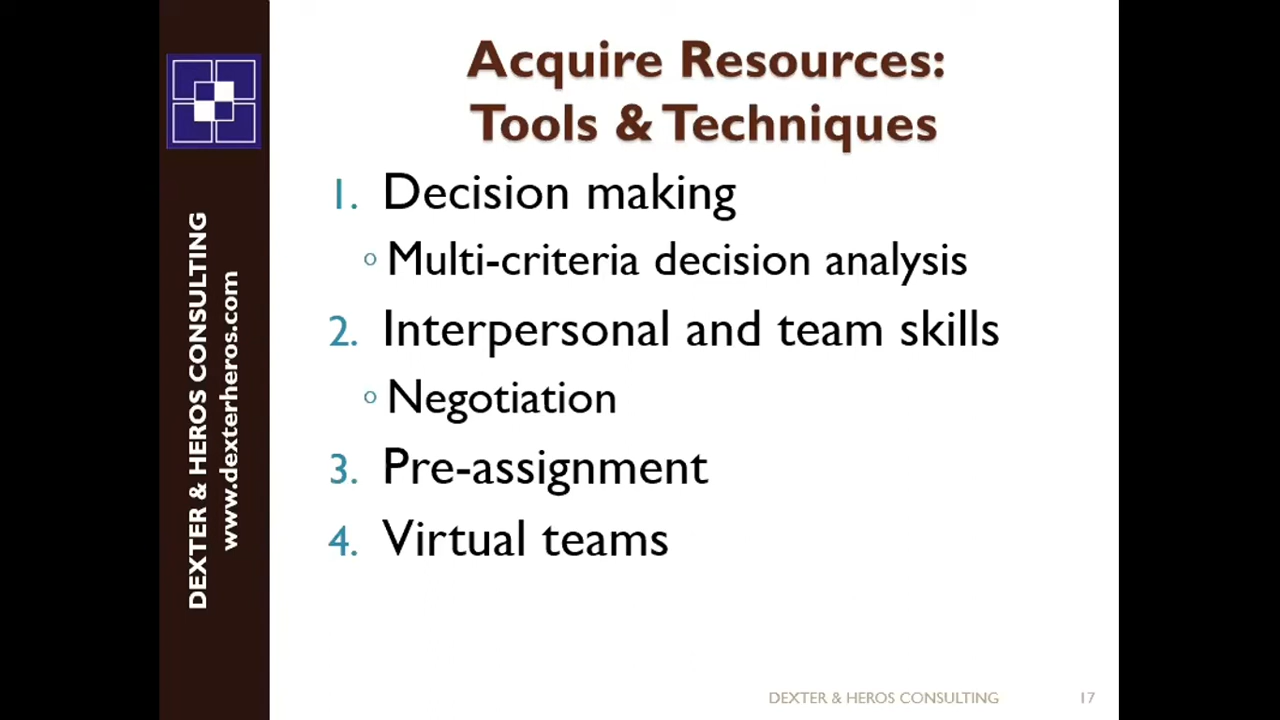 DEXTER & HEROS CONSULTING
www.dexterheros.com
Acquire Resources:
Tools & Techniques
1. Decision making
° Multi-criteria decision analysis
2. Interpersonal and team skills
° Negotiation
3. Pre-assignment
4. Virtual teams
DEXTER & HEROS CONSULTING 17